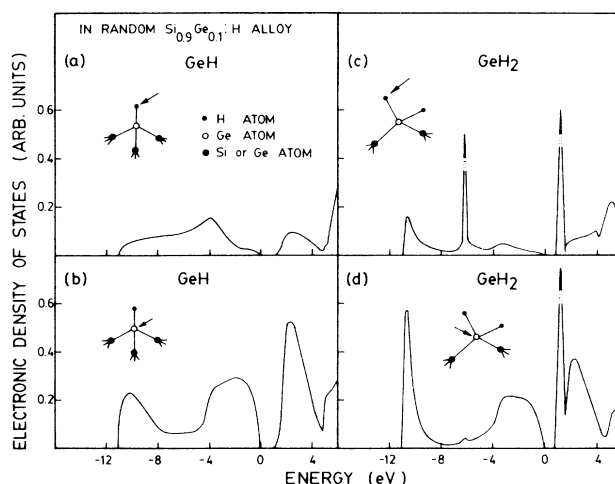 IN RANDOM Si0.9Ge0.1:H ALLOY
(a) GeH
H ATOM
Ge ATOM
Si or Ge ATOM
(c) GeH2
(b) GeH
(d) GeH2
ELECTRONIC DENSITY OF STATES (ARB. UNITS)
0.6
0.4
0.2
0.6
0.4
0.2
-12 -8 -4 0 4
-12 -8 -4 0 4
ENERGY (eV)